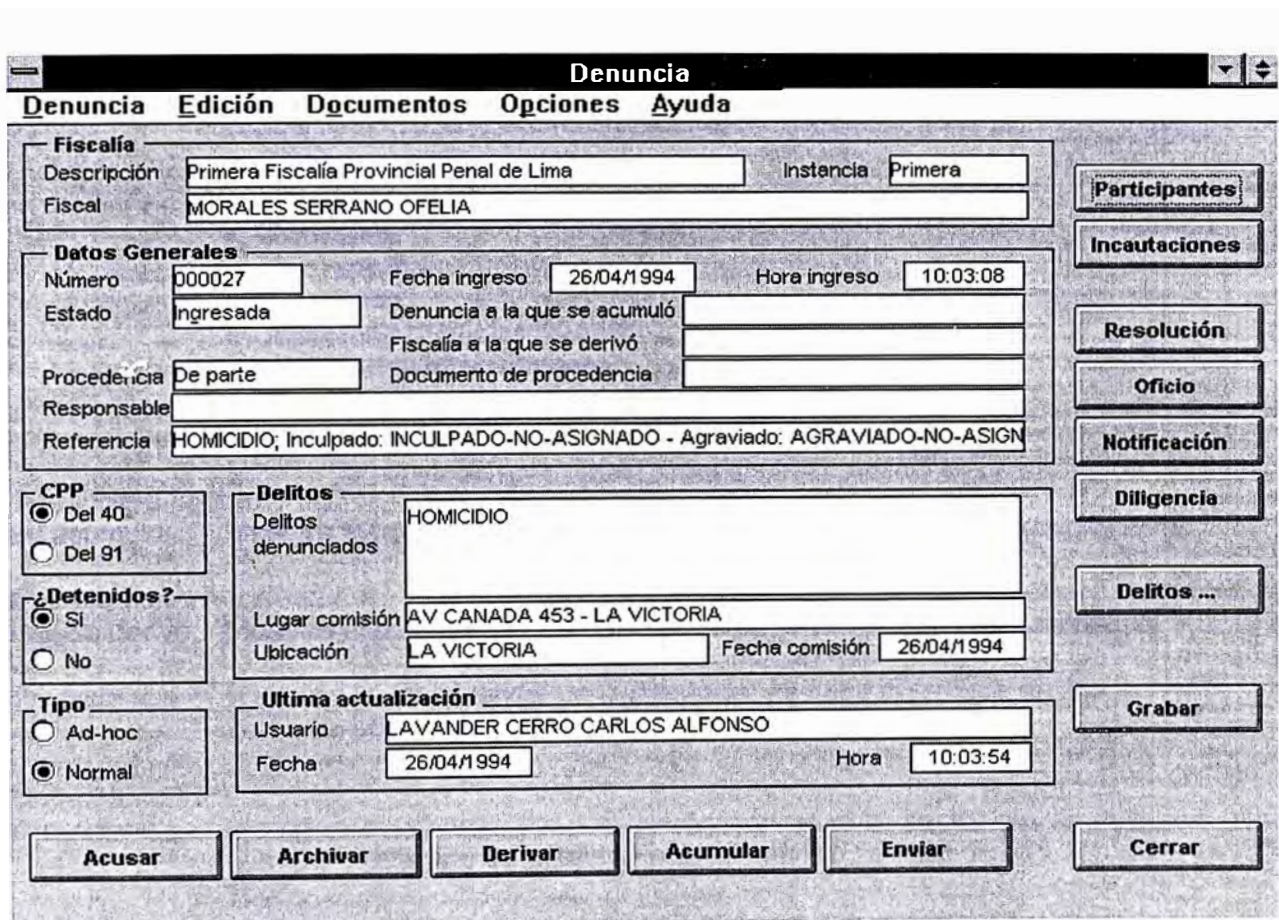 Denuncia
Denuncia Edición Documentos Opciones Ayuda
Fiscalía
Descripción Primera Fiscalía Provincial Penal de Lima Instancia Primera
Fiscal MORALES SERRANO OFELIA
Participantes
Incautaciones
Datos Generales
Número 000027 Fecha ingreso 26/04/1994 Hora ingreso 10:03:08
Estado Ingresada Denuncia a la que se acumuló
Fiscalía a la que se derivó
Procedencia De parte Documento de procedencia
Responsable
Referencia HOMICIDIO; Inculpado: INCULPADO-NO-ASIGNADO - Agraviado: AGRAVIADO-NO-ASIGN
Resolución
Oficio
Notificación
Diligencia
CPP
Del 40
Del 91
Delitos
Delitos denunciados HOMICIDIO
Lugar comisión AV CANADA 453 - LA VICTORIA
Ubicación LA VICTORIA Fecha comisión 26/04/1994
Delitos ...
¿Detenidos?
Si
No
Tipo
Ad-hoc
Normal
Ultima actualización
Usuario LAVANDER CERRO CARLOS ALFONSO
Fecha 26/04/1994 Hora 10:03:54
Grabar
Acusar Archivar Derivar Acumular Enviar Cerrar